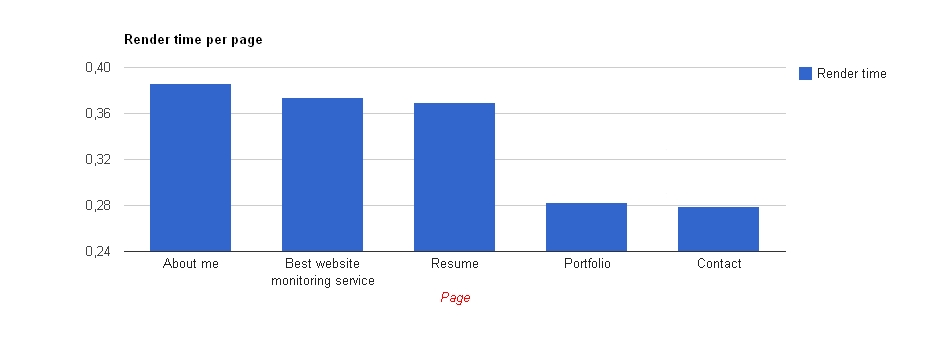 Render time per page
0,40
Render time
0,36
0,32
0,28
0,24
About me
Best website
monitoring service
Resume
Portfolio
Contact
Page